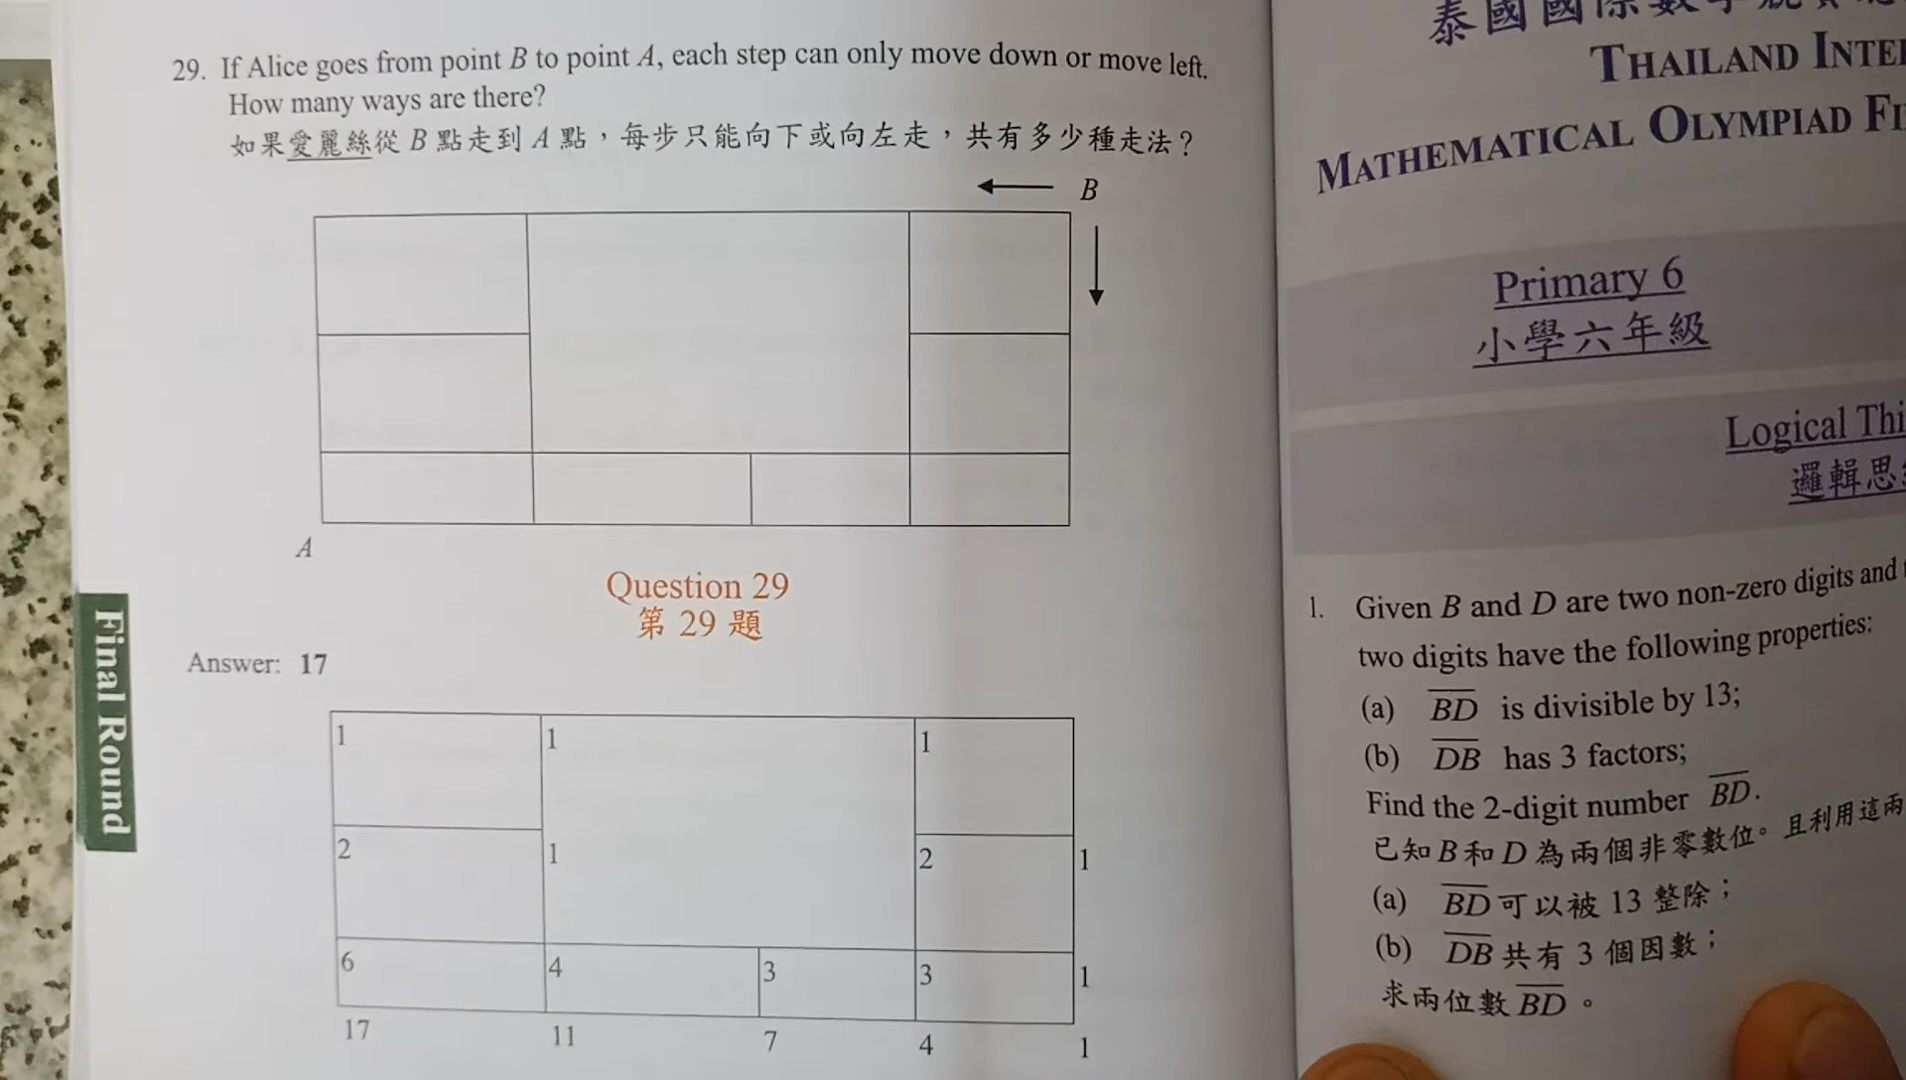 29. If Alice goes from point B to point A, each step can only move down or move left.
How many ways are there?
如果愛麗絲從 B 點走到 A 點，每步只能向下或向左走，共有多少種走法？
B
A
Question 29
第 29 題
Answer: 17
1 1 1
2 1 2 1
6 4 3 3 1
17 11 7 4 1
Final Round
泰國國際數學
THAILAND
MATHEMATICAL OLYMPIAD
Primary 6
小學六年級
Logical
邏輯思
1. Given B and D are two non-zero digits and
two digits have the following properties:
(a) BD is divisible by 13;
(b) DB has 3 factors;
Find the 2-digit number BD.
已知 B 和 D 為兩個非零數位。且利用這兩
(a) BD 可以被 13 整除；
(b) DB 共有 3 個因數；
求兩位數 BD。